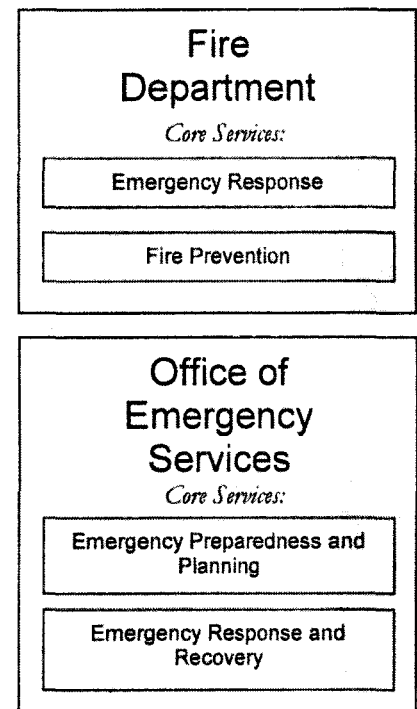 Fire
Department
Core Services:
Emergency Response
Fire Prevention
Office of
Emergency
Services
Core Services:
Emergency Preparedness and
Planning
Emergency Response and
Recovery